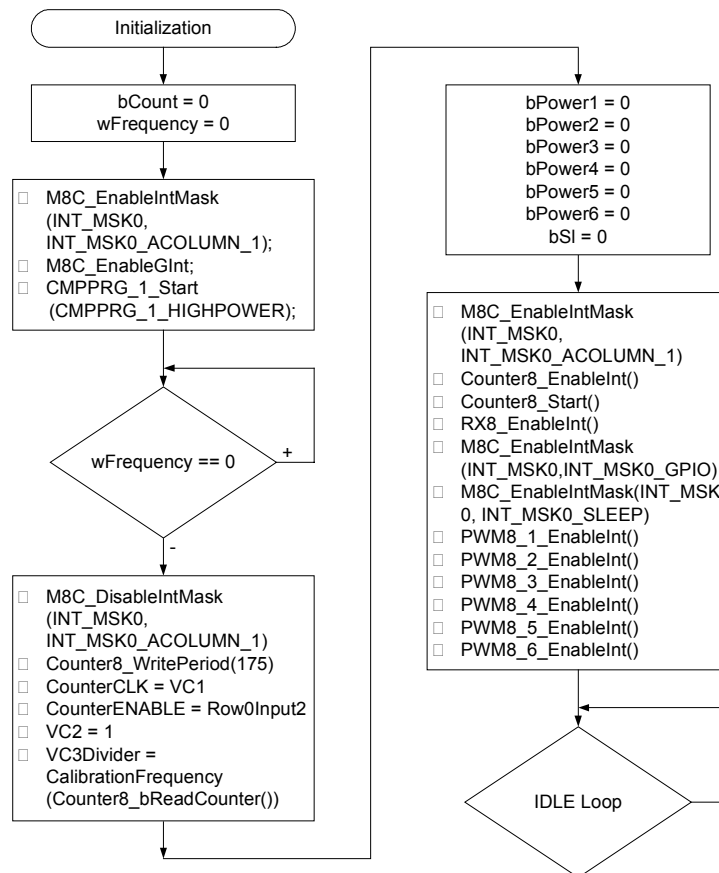 Initialization
bCount = 0
wFrequency = 0
M8C_EnableIntMask
(INT_MSK0,
INT_MSK0_ACOLUMN_1);
M8C_EnableGInt;
CMPPRG_1_Start
(CMPPRG_1_HIGHPOWER);
wFrequency == 0
+
-
M8C_DisableIntMask
(INT_MSK0,
INT_MSK0_ACOLUMN_1)
Counter8_WritePeriod(175)
CounterCLK = VC1
CounterENABLE = Row0Input2
VC2 = 1
VC3Divider =
CalibrationFrequency
(Counter8_bReadCounter())
bPower1 = 0
bPower2 = 0
bPower3 = 0
bPower4 = 0
bPower5 = 0
bPower6 = 0
bSI = 0
M8C_EnableIntMask
(INT_MSK0,
INT_MSK0_ACOLUMN_1)
Counter8_EnableInt()
Counter8_Start()
RX8_EnableInt()
M8C_EnableIntMask
(INT_MSK0,INT_MSK0_GPIO)
M8C_EnableIntMask(INT_MSK
0, INT_MSK0_SLEEP)
PWM8_1_EnableInt()
PWM8_2_EnableInt()
PWM8_3_EnableInt()
PWM8_4_EnableInt()
PWM8_5_EnableInt()
PWM8_6_EnableInt()
IDLE Loop